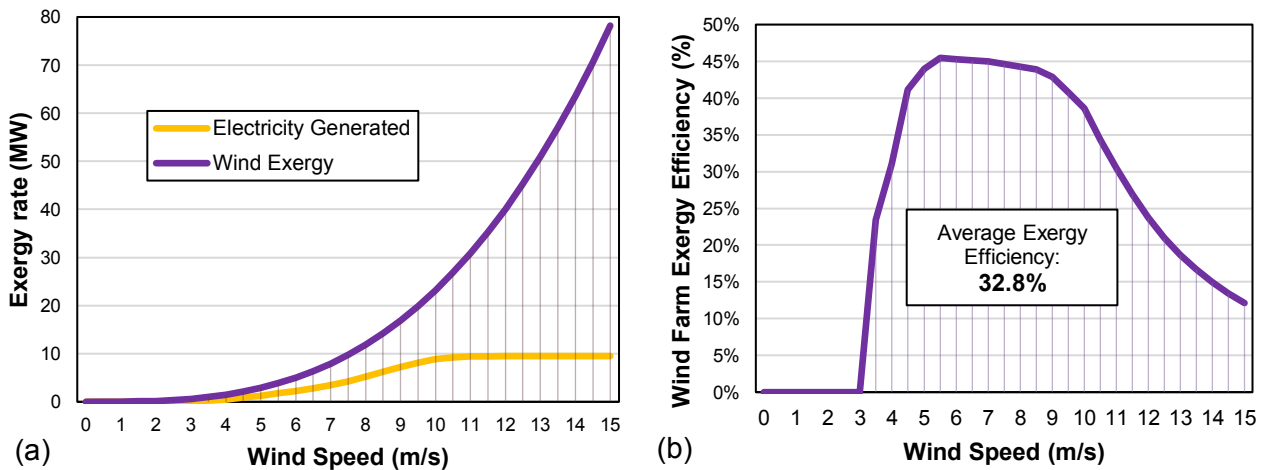 80
70
60
50
40
30
20
10
0
Exergy rate (MW)
Electricity Generated
Wind Exergy
0 1 2 3 4 5 6 7 8 9 10 11 12 13 14 15
Wind Speed (m/s)
(a)
50%
45%
40%
35%
30%
25%
20%
15%
10%
5%
0%
Wind Farm Exergy Efficiency (%)
Average Exergy
Efficiency:
32.8%
0 1 2 3 4 5 6 7 8 9 10 11 12 13 14 15
Wind Speed (m/s)
(b)